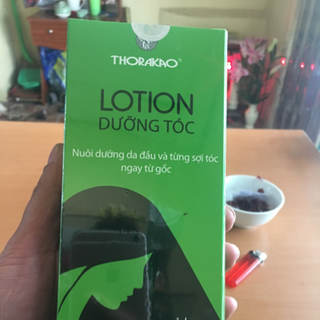 THORAKAO®
LOTION
DƯỠNG TÓC
Nuôi dưỡng da đầu và từng sợi tóc
ngay từ gốc